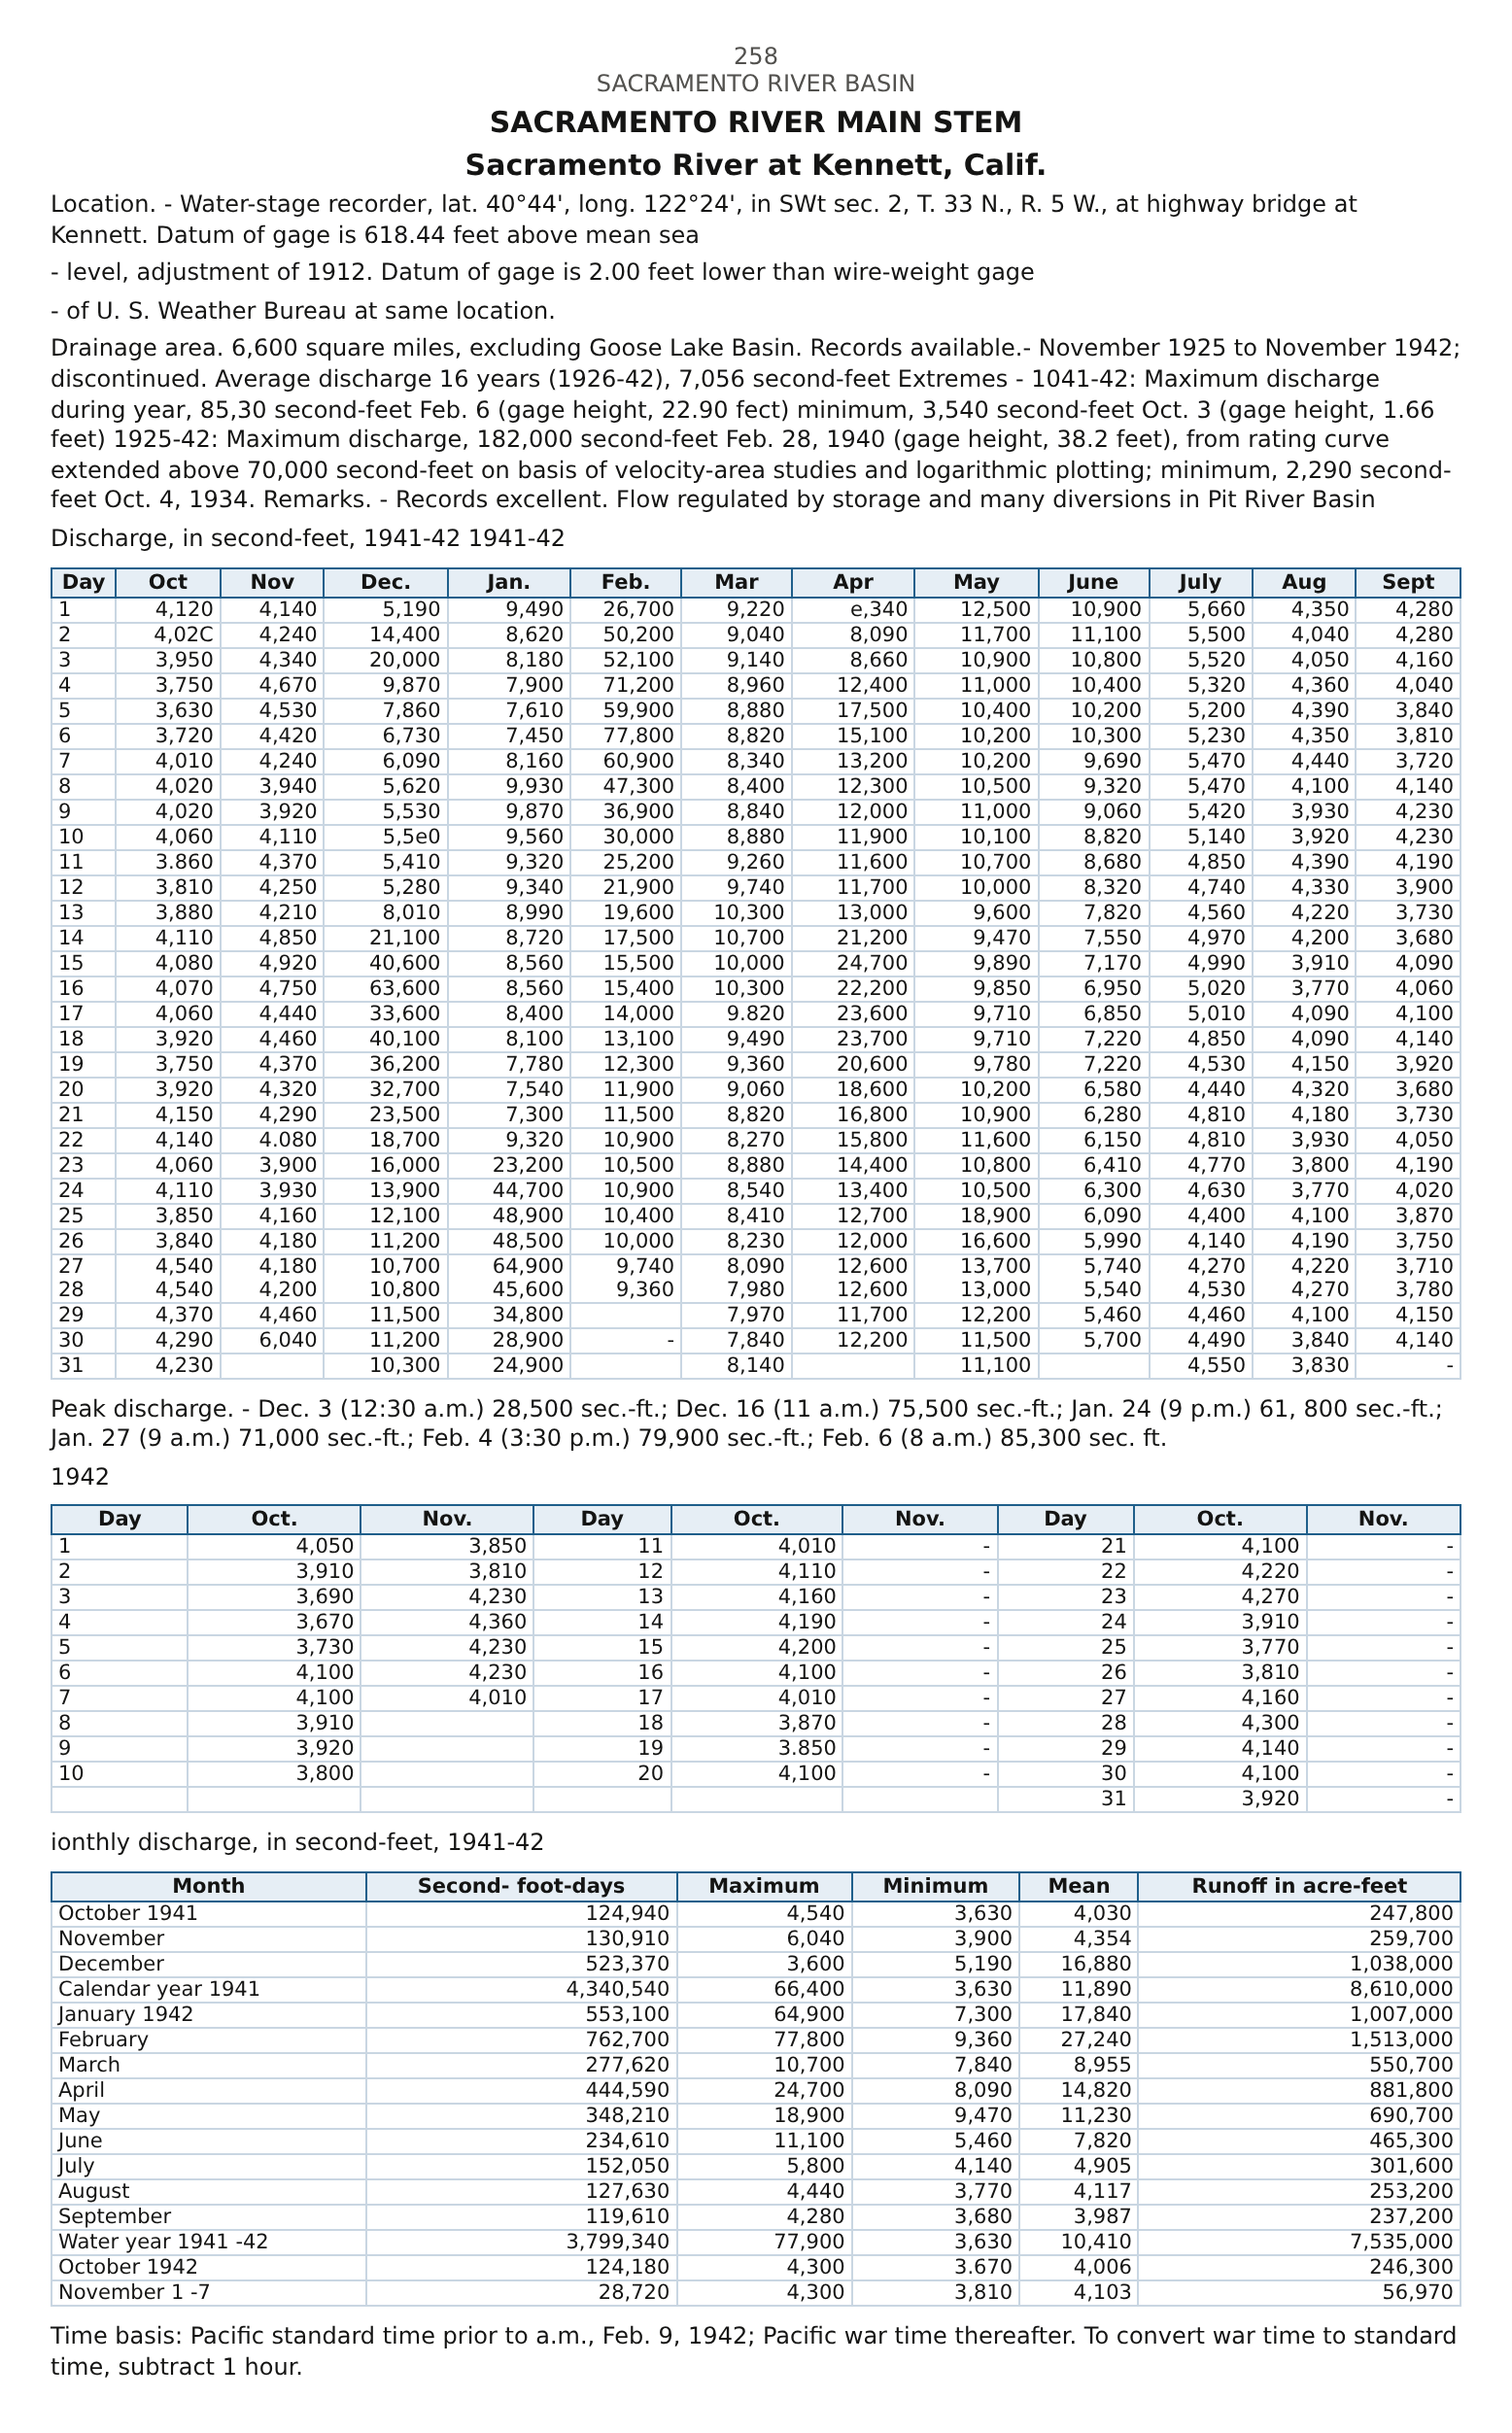 258
SACRAMENTO RIVER BASIN
SACRAMENTO RIVER MAIN STEM
Sacramento River at Kennett, Calif.
Location. - Water-stage recorder, lat. 40°44', long. 122°24', in SWt sec. 2, T. 33 N., R. 5 W., at highway bridge at
Kennett. Datum of gage is 618.44 feet above mean sea
- level, adjustment of 1912. Datum of gage is 2.00 feet lower than wire-weight gage
- of U. S. Weather Bureau at same location.
Drainage area. 6,600 square miles, excluding Goose Lake Basin. Records available.- November 1925 to November 1942;
discontinued. Average discharge 16 years (1926-42), 7,056 second-feet Extremes - 1041-42: Maximum discharge
during year, 85,30 second-feet Feb. 6 (gage height, 22.90 fect) minimum, 3,540 second-feet Oct. 3 (gage height, 1.66
feet) 1925-42: Maximum discharge, 182,000 second-feet Feb. 28, 1940 (gage height, 38.2 feet), from rating curve
extended above 70,000 second-feet on basis of velocity-area studies and logarithmic plotting; minimum, 2,290 second-
feet Oct. 4, 1934. Remarks. - Records excellent. Flow regulated by storage and many diversions in Pit River Basin
Discharge, in second-feet, 1941-42 1941-42
Day Oct Nov Dec. Jan. Feb. Mar Apr May June July Aug Sept
1 4,120 4,140 5,190 9,490 26,700 9,220 e,340 12,500 10,900 5,660 4,350 4,280
2 4,02C 4,240 14,400 8,620 50,200 9,040 8,090 11,700 11,100 5,500 4,040 4,280
3 3,950 4,340 20,000 8,180 52,100 9,140 8,660 10,900 10,800 5,520 4,050 4,160
4 3,750 4,670 9,870 7,900 71,200 8,960 12,400 11,000 10,400 5,320 4,360 4,040
5 3,630 4,530 7,860 7,610 59,900 8,880 17,500 10,400 10,200 5,200 4,390 3,840
6 3,720 4,420 6,730 7,450 77,800 8,820 15,100 10,200 10,300 5,230 4,350 3,810
7 4,010 4,240 6,090 8,160 60,900 8,340 13,200 10,200 9,690 5,470 4,440 3,720
8 4,020 3,940 5,620 9,930 47,300 8,400 12,300 10,500 9,320 5,470 4,100 4,140
9 4,020 3,920 5,530 9,870 36,900 8,840 12,000 11,000 9,060 5,420 3,930 4,230
10 4,060 4,110 5,5e0 9,560 30,000 8,880 11,900 10,100 8,820 5,140 3,920 4,230
11 3.860 4,370 5,410 9,320 25,200 9,260 11,600 10,700 8,680 4,850 4,390 4,190
12 3,810 4,250 5,280 9,340 21,900 9,740 11,700 10,000 8,320 4,740 4,330 3,900
13 3,880 4,210 8,010 8,990 19,600 10,300 13,000 9,600 7,820 4,560 4,220 3,730
14 4,110 4,850 21,100 8,720 17,500 10,700 21,200 9,470 7,550 4,970 4,200 3,680
15 4,080 4,920 40,600 8,560 15,500 10,000 24,700 9,890 7,170 4,990 3,910 4,090
16 4,070 4,750 63,600 8,560 15,400 10,300 22,200 9,850 6,950 5,020 3,770 4,060
17 4,060 4,440 33,600 8,400 14,000 9.820 23,600 9,710 6,850 5,010 4,090 4,100
18 3,920 4,460 40,100 8,100 13,100 9,490 23,700 9,710 7,220 4,850 4,090 4,140
19 3,750 4,370 36,200 7,780 12,300 9,360 20,600 9,780 7,220 4,530 4,150 3,920
20 3,920 4,320 32,700 7,540 11,900 9,060 18,600 10,200 6,580 4,440 4,320 3,680
21 4,150 4,290 23,500 7,300 11,500 8,820 16,800 10,900 6,280 4,810 4,180 3,730
22 4,140 4.080 18,700 9,320 10,900 8,270 15,800 11,600 6,150 4,810 3,930 4,050
23 4,060 3,900 16,000 23,200 10,500 8,880 14,400 10,800 6,410 4,770 3,800 4,190
24 4,110 3,930 13,900 44,700 10,900 8,540 13,400 10,500 6,300 4,630 3,770 4,020
25 3,850 4,160 12,100 48,900 10,400 8,410 12,700 18,900 6,090 4,400 4,100 3,870
26 3,840 4,180 11,200 48,500 10,000 8,230 12,000 16,600 5,990 4,140 4,190 3,750
27 4,540 4,180 10,700 64,900 9,740 8,090 12,600 13,700 5,740 4,270 4,220 3,710
28 4,540 4,200 10,800 45,600 9,360 7,980 12,600 13,000 5,540 4,530 4,270 3,780
29 4,370 4,460 11,500 34,800 7,970 11,700 12,200 5,460 4,460 4,100 4,150
30 4,290 6,040 11,200 28,900 - 7,840 12,200 11,500 5,700 4,490 3,840 4,140
31 4,230 10,300 24,900 8,140 11,100 4,550 3,830 -
Peak discharge. - Dec. 3 (12:30 a.m.) 28,500 sec.-ft.; Dec. 16 (11 a.m.) 75,500 sec.-ft.; Jan. 24 (9 p.m.) 61, 800 sec.-ft.;
Jan. 27 (9 a.m.) 71,000 sec.-ft.; Feb. 4 (3:30 p.m.) 79,900 sec.-ft.; Feb. 6 (8 a.m.) 85,300 sec. ft.
1942
Day Oct. Nov. Day Oct. Nov. Day Oct. Nov.
1 4,050 3,850 11 4,010 - 21 4,100 -
2 3,910 3,810 12 4,110 - 22 4,220 -
3 3,690 4,230 13 4,160 - 23 4,270 -
4 3,670 4,360 14 4,190 - 24 3,910 -
5 3,730 4,230 15 4,200 - 25 3,770 -
6 4,100 4,230 16 4,100 - 26 3,810 -
7 4,100 4,010 17 4,010 - 27 4,160 -
8 3,910 18 3,870 - 28 4,300 -
9 3,920 19 3.850 - 29 4,140 -
10 3,800 20 4,100 - 30 4,100 -
31 3,920 -
ionthly discharge, in second-feet, 1941-42
Month Second- foot-days Maximum Minimum Mean Runoff in acre-feet
October 1941 124,940 4,540 3,630 4,030 247,800
November 130,910 6,040 3,900 4,354 259,700
December 523,370 3,600 5,190 16,880 1,038,000
Calendar year 1941 4,340,540 66,400 3,630 11,890 8,610,000
January 1942 553,100 64,900 7,300 17,840 1,007,000
February 762,700 77,800 9,360 27,240 1,513,000
March 277,620 10,700 7,840 8,955 550,700
April 444,590 24,700 8,090 14,820 881,800
May 348,210 18,900 9,470 11,230 690,700
June 234,610 11,100 5,460 7,820 465,300
July 152,050 5,800 4,140 4,905 301,600
August 127,630 4,440 3,770 4,117 253,200
September 119,610 4,280 3,680 3,987 237,200
Water year 1941 -42 3,799,340 77,900 3,630 10,410 7,535,000
October 1942 124,180 4,300 3.670 4,006 246,300
November 1 -7 28,720 4,300 3,810 4,103 56,970
Time basis: Pacific standard time prior to a.m., Feb. 9, 1942; Pacific war time thereafter. To convert war time to standard
time, subtract 1 hour.